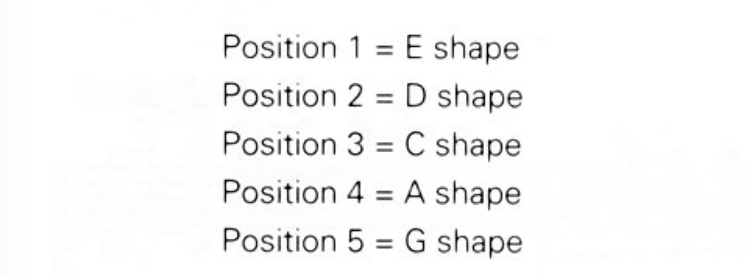 Position 1 = E shape
Position 2 = D shape
Position 3 = C shape
Position 4 = A shape
Position 5 = G shape